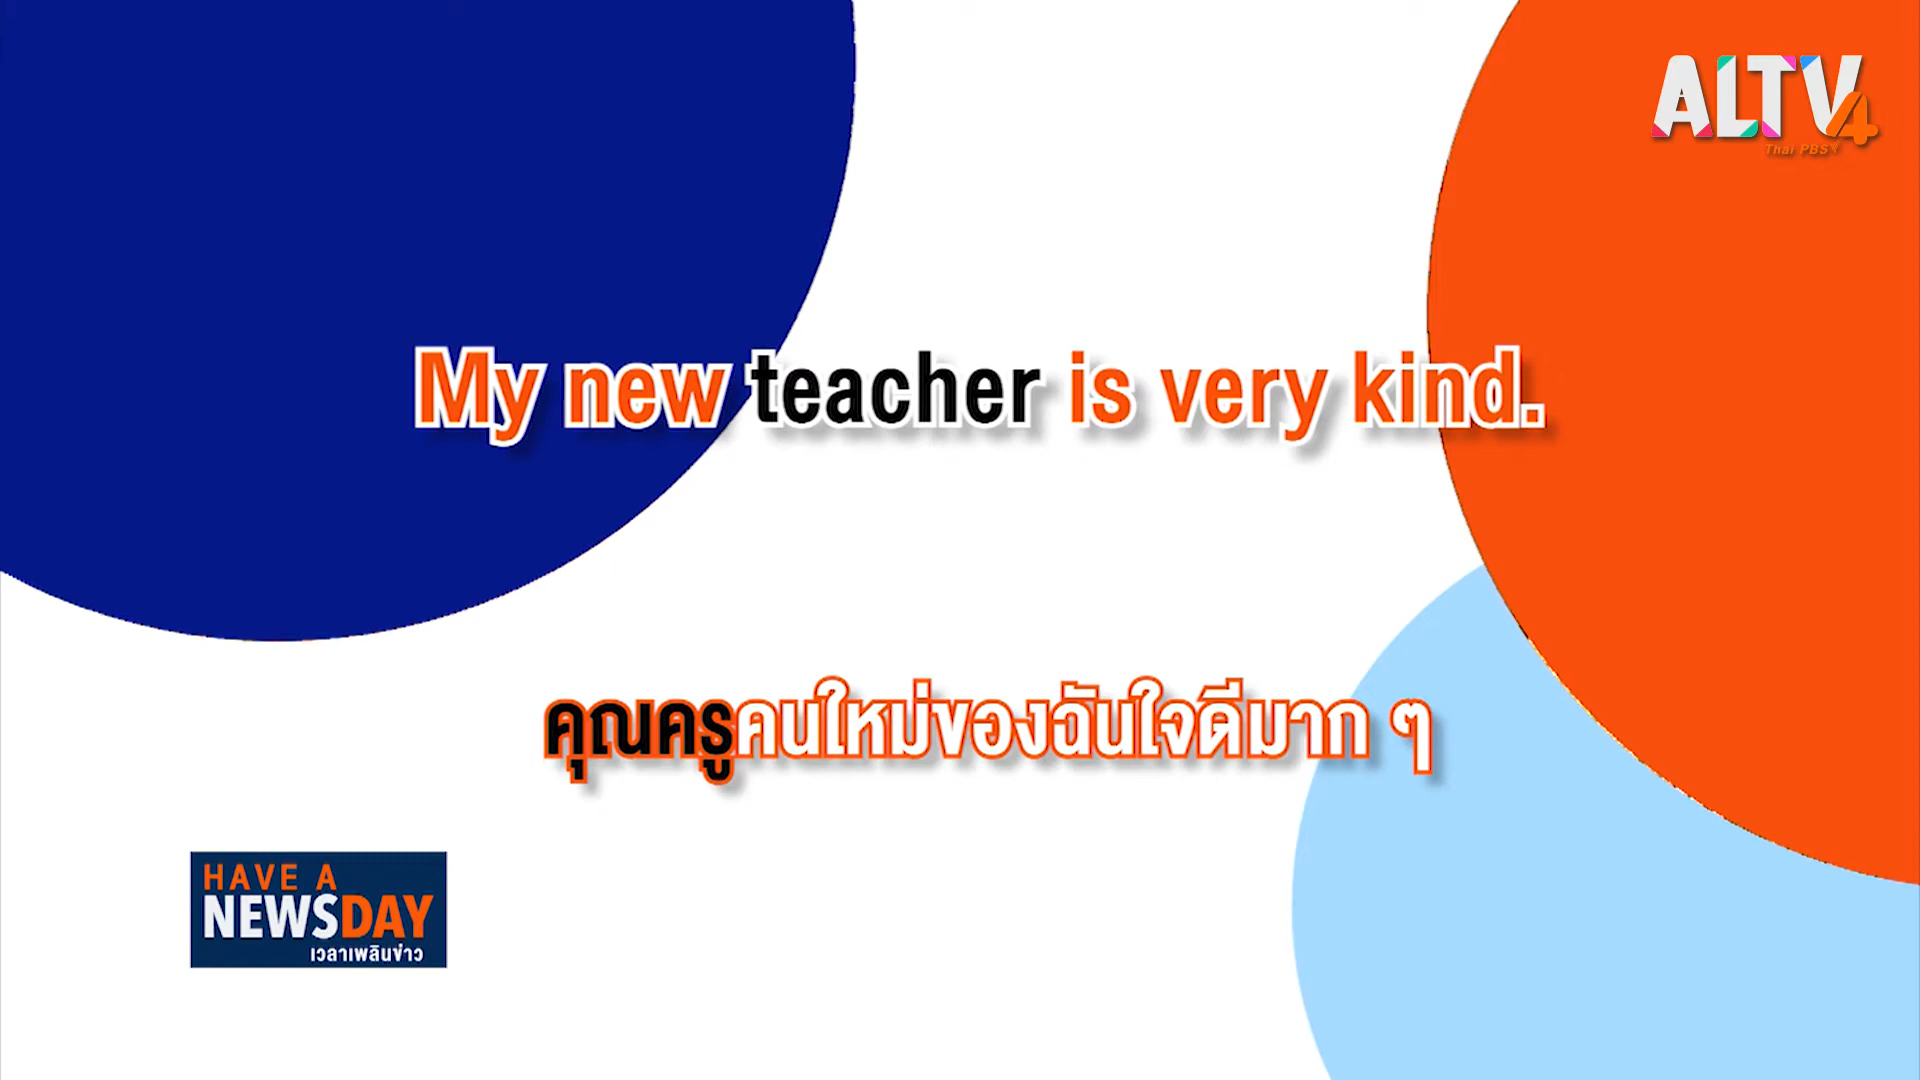 ALTV4
Thai PBS
My new teacher is very kind.
คุณครูคนใหม่ของฉันใจดีมาก ๆ
HAVE A
NEWSDAY
เวลาเพลินข่าว